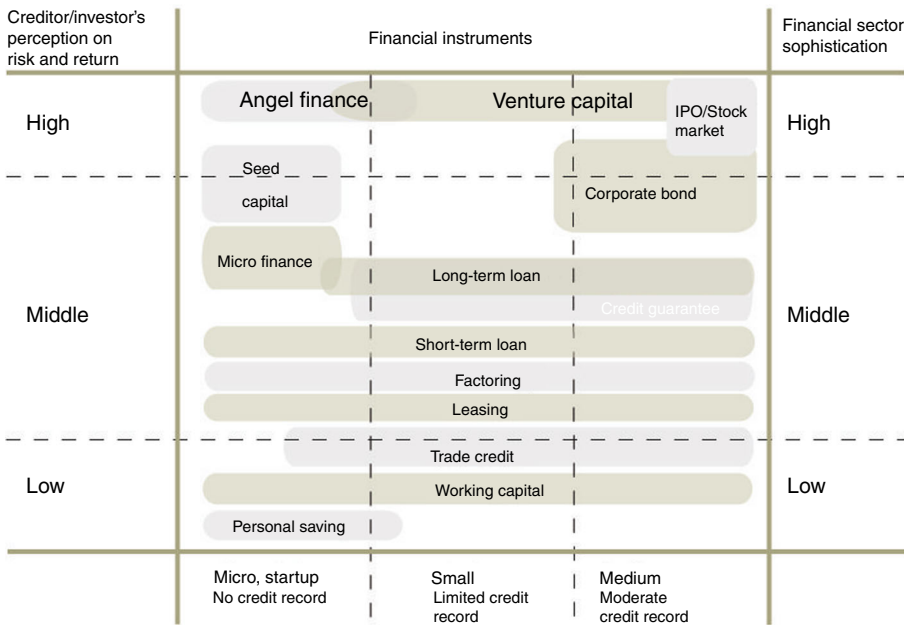 Creditor/investor's
perception on
risk and return
Financial instruments
Financial sector
sophistication
High
Angel finance
Venture capital
IPO/Stock
market
High
Seed
capital
Corporate bond
Micro finance
Long-term loan
Credit guarantee
Middle
Middle
Short-term loan
Factoring
Leasing
Trade credit
Low
Working capital
Low
Personal saving
Micro, startup
No credit record
Small
Limited credit
record
Medium
Moderate
credit record